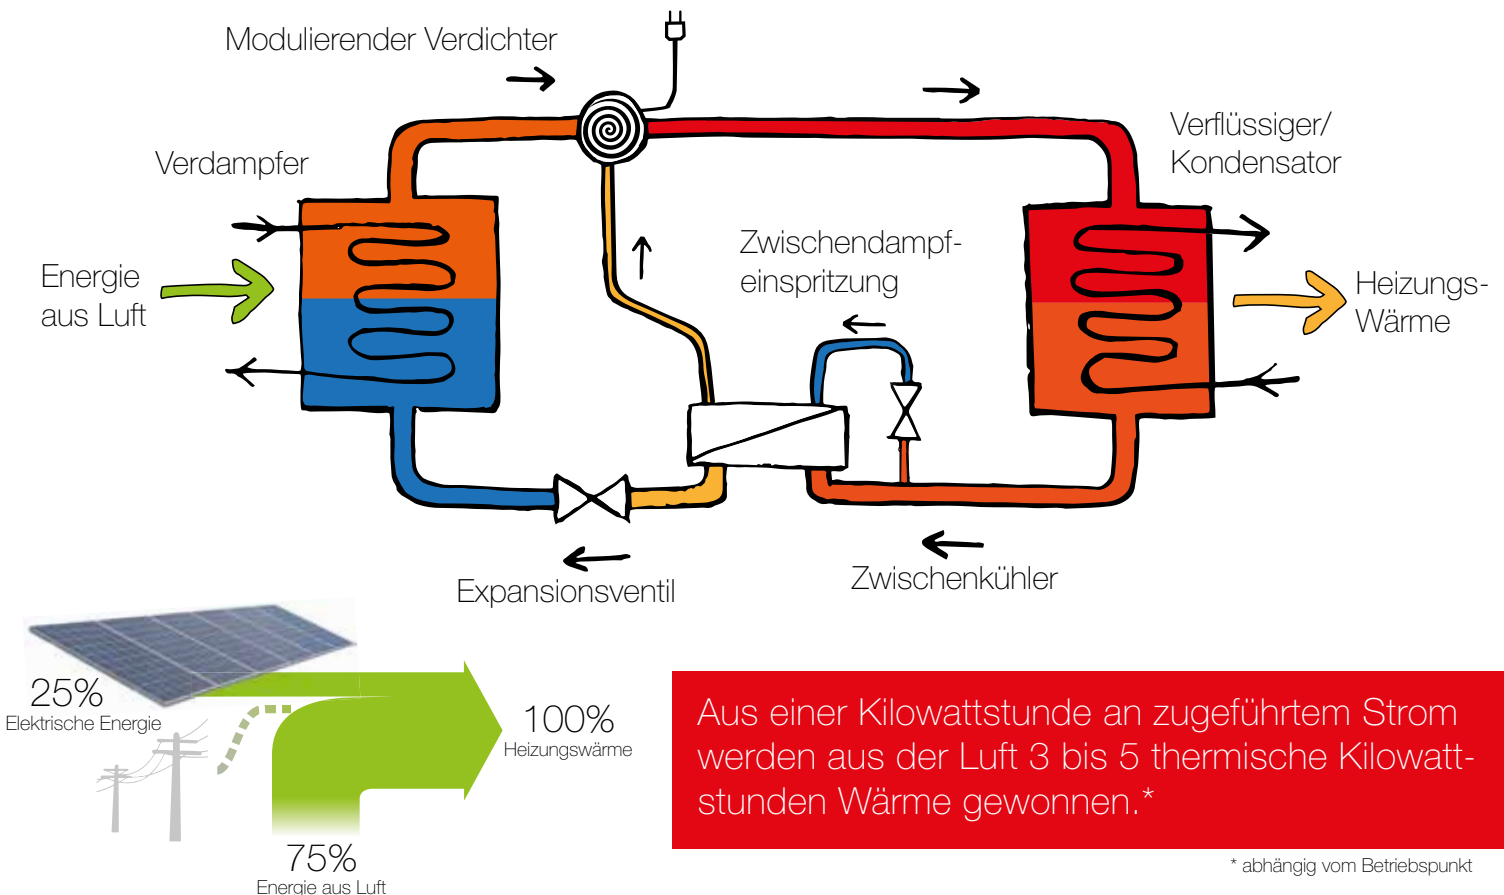 Modulierender Verdichter
Verdampfer
Verflüssiger/
Kondensator
Energie
aus Luft
Zwischendampf-
einspritzung
Heizungs-
Wärme
Expansionsventil
Zwischenkühler
25%
Elektrische Energie
100%
Heizungswärme
75%
Energie aus Luft
Aus einer Kilowattstunde an zugeführtem Strom
werden aus der Luft 3 bis 5 thermische Kilowatt-
stunden Wärme gewonnen.*
* abhängig vom Betriebspunkt